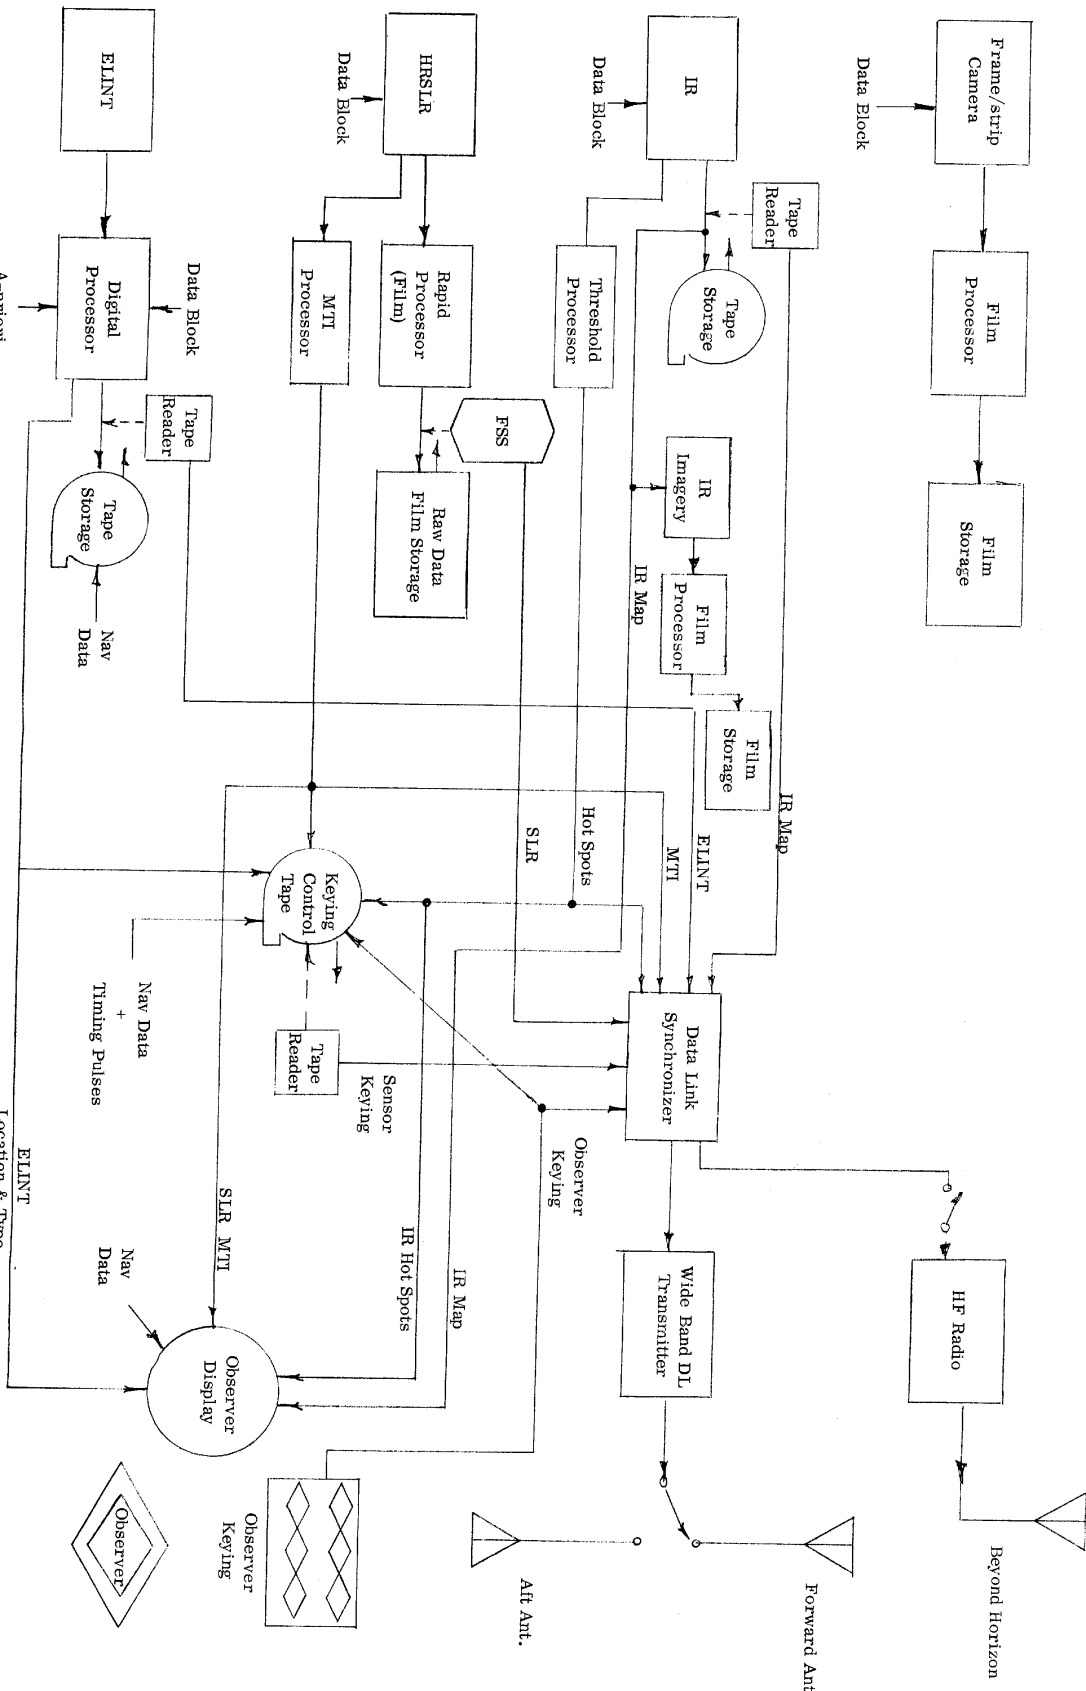 Frame/strip
Camera
Data Elock
Film
Processor
Film
Storage
IR
Data Block
Tape
Reader
Tape
Storage
Threshold
Processor
IR
Imagery
Film
Processor
Film
Storage
IR Map
IR Map
HRSLR
Data Block
Rapid
Processor
(Film)
MTI
Processor
FSS
Raw Data
Film Storage
ELINT
Data Block
Digital
Processor
Tape
Reader
Tape
Storage
Nav
Data
Hot Spots
SLR
MTI
ELINT
Keying
Control
Tape
Nav Data
+
Timing Pulses
Tape
Reader
Sensor
Keying
Data Link
Synchronizer
Observer
Keying
HF Radio
Beyond Horizon
Wide Band DL
Transmitter
Forward Ant
Aft Ant.
IR Map
IR Hot Spots
SLR MTI
Nav
Data
ELINT
Location & Type
Observer
Display
Observer
Keying
Observer